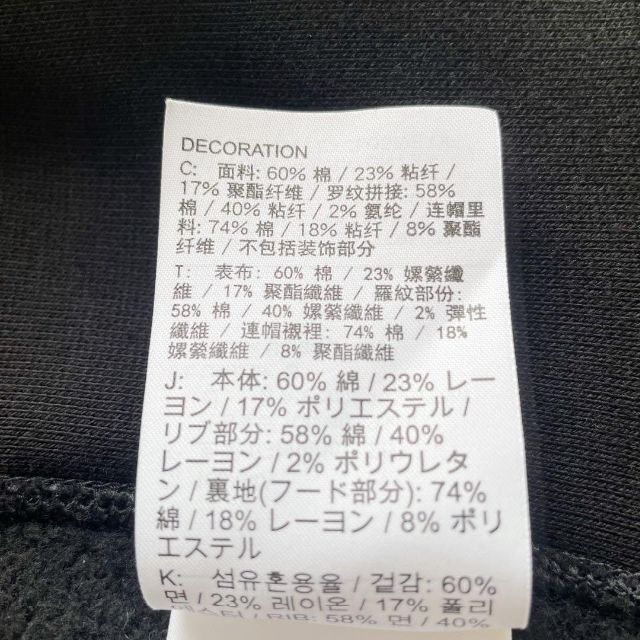 DECORATION
C: 面料: 60% 棉 / 23% 粘纤 /
17% 聚酯纤维 / 罗纹拼接: 58%
棉 / 40% 粘纤 / 2% 氨纶 / 连帽里
料: 74% 棉 / 18% 粘纤 / 8% 聚酯
纤维 / 不包括装饰部分
T: 表布: 60% 棉 / 23% 嫘縈纖
維 / 17% 聚酯纖維 / 羅紋部份:
58% 棉 / 40% 嫘縈纖維 / 2% 彈性
纖維 / 連帽襯裡: 74% 棉 / 18%
嫘縈纖維 / 8% 聚酯纖維
J: 本体: 60% 綿 / 23% レー
ヨン / 17% ポリエステル /
リブ部分: 58% 綿 / 40%
レーヨン / 2% ポリウレタ
ン / 裏地(フード部分): 74%
綿 / 18% レーヨン / 8% ポリ
エステル
K: 섬유혼용율 / 겉감: 60%
면 / 23% 레이온 / 17% 폴리
에스터 / RIB: 58% 면 / 40%